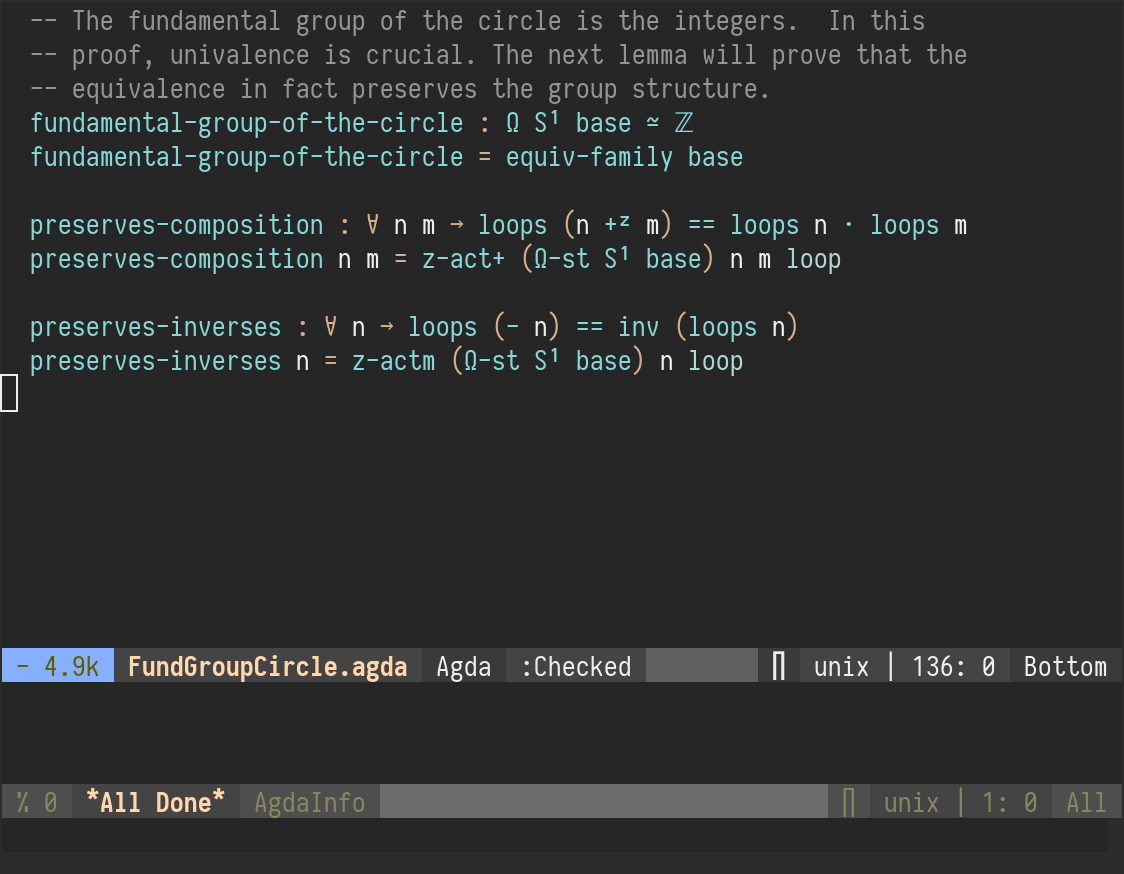 -- The fundamental group of the circle is the integers.  In this
-- proof, univalence is crucial. The next lemma will prove that the
-- equivalence in fact preserves the group structure.
fundamental-group-of-the-circle : Ω S¹ base ≃ ℤ
fundamental-group-of-the-circle = equiv-family base
preserves-composition : ∀ n m → loops (n +ᶻ m) == loops n · loops m
preserves-composition n m = z-act+ (Ω-st S¹ base) n m loop
preserves-inverses : ∀ n → loops (- n) == inv (loops n)
preserves-inverses n = z-actm (Ω-st S¹ base) n loop
- 4.9k FundGroupCircle.agda Agda :Checked ∏ unix | 136: 0 Bottom
% 0 *All Done* AgdaInfo ∏ unix | 1: 0 All